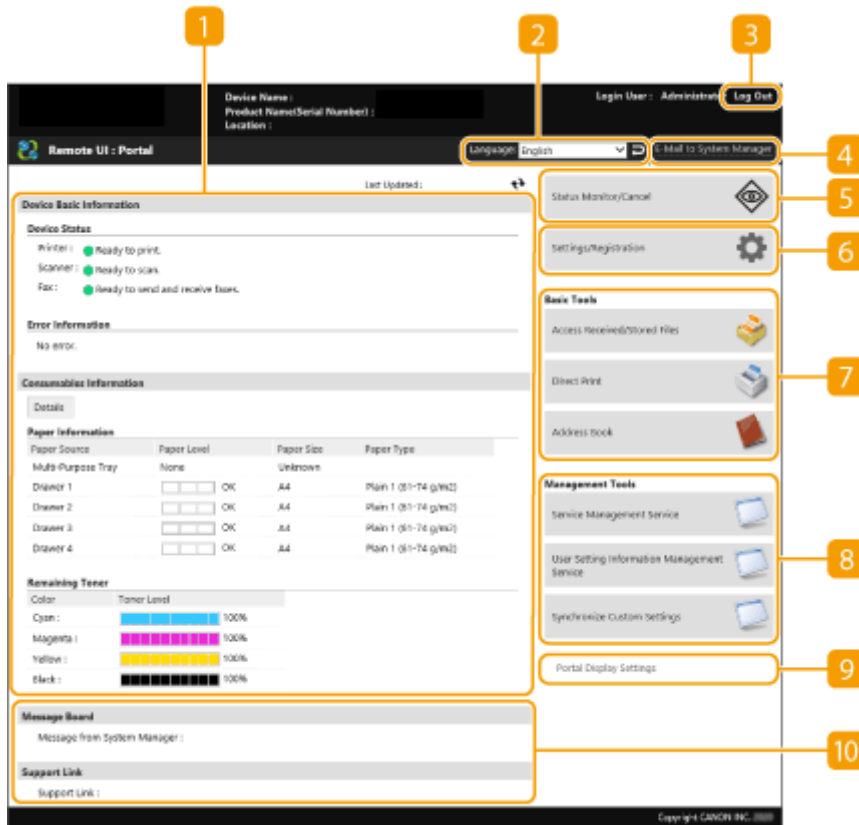 1
2
3
Device Name :
Product Name(Serial Number) :
Location :
Login User : Administrator Log Out
Remote UI : Portal
Language: English
E-Mail to System Manager
4
Last Updated :
Device Basic Information
Device Status
Printer : Ready to print.
Scanner : Ready to scan.
Fax : Ready to send and receive faxes.
Error Information
No error.
Consumables Information
Details
Paper Information
Paper Source Paper Level Paper Size Paper Type
Multi-Purpose Tray None Unknown
Drawer 1 OK A4 Plain 1 (61-74 g/m2)
Drawer 2 OK A4 Plain 1 (61-74 g/m2)
Drawer 3 OK A4 Plain 1 (61-74 g/m2)
Drawer 4 OK A4 Plain 1 (61-74 g/m2)
Remaining Toner
Color Toner Level
Cyan : 100%
Magenta : 100%
Yellow : 100%
Black : 100%
Message Board
Message from System Manager :
Support Link
Support Link :
Status Monitor/Cancel
5
Settings/Registration
6
Basic Tools
Access Received/Stored Files
Direct Print
7
Address Book
Management Tools
Service Management Service
User Setting Information Management
Service
8
Synchronize Custom Settings
Portal Display Settings
9
10
Copyright CANON INC.